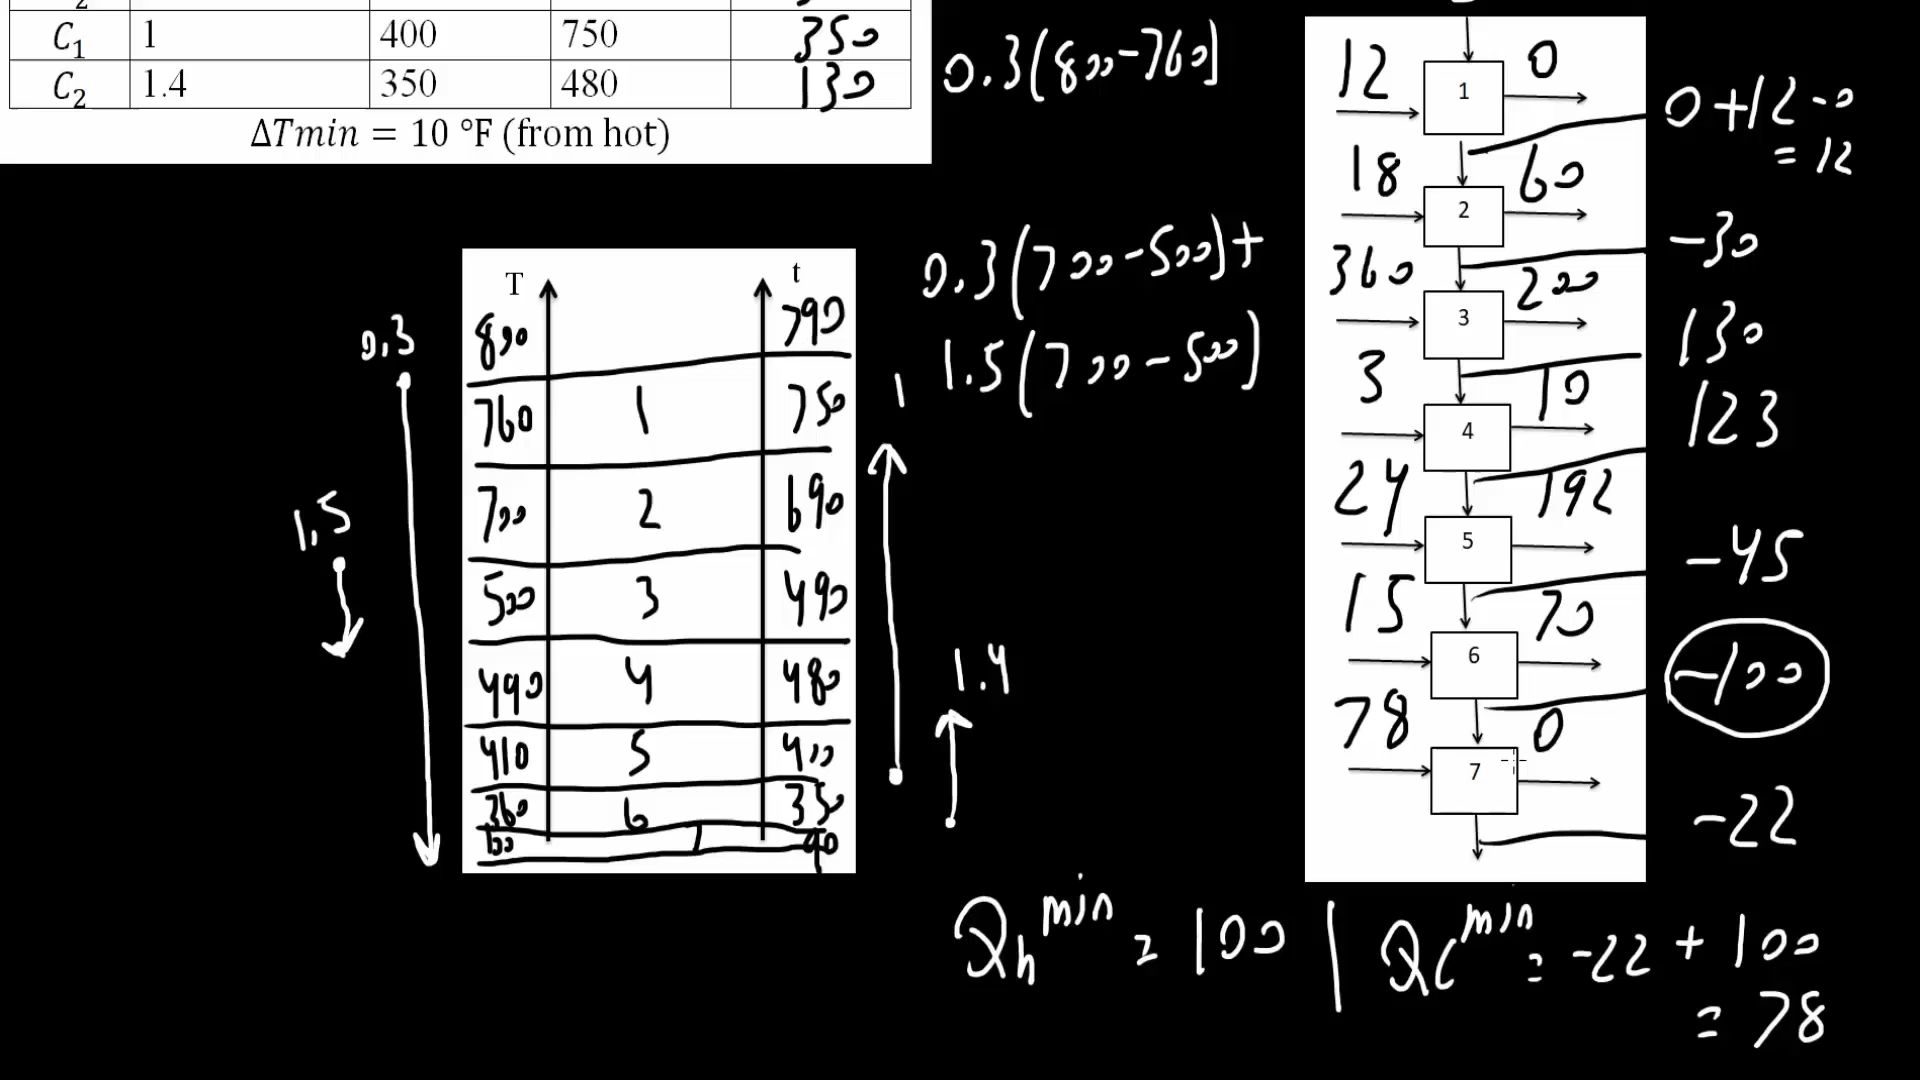 C₁ 1 400 750 350
C₂ 1.4 350 480 130
ΔTmin = 10 °F (from hot)
0.3(800-760)
0.3(700-500)+
1.5(700-500)
T t
0.3
800 790
760 1 750
700 2 690
1.5
500 3 490
490 4 480
410 5 400
360 6 350
100 7 90
1
1.4
12 1 0
0+12-0
= 12
18 2 60
-30
360 3 200
130
3 4 10
123
24 5 192
-45
15 6 70
-100
78 7 0
-22
Qh min = 100 | Qc min = -22 + 100
= 78